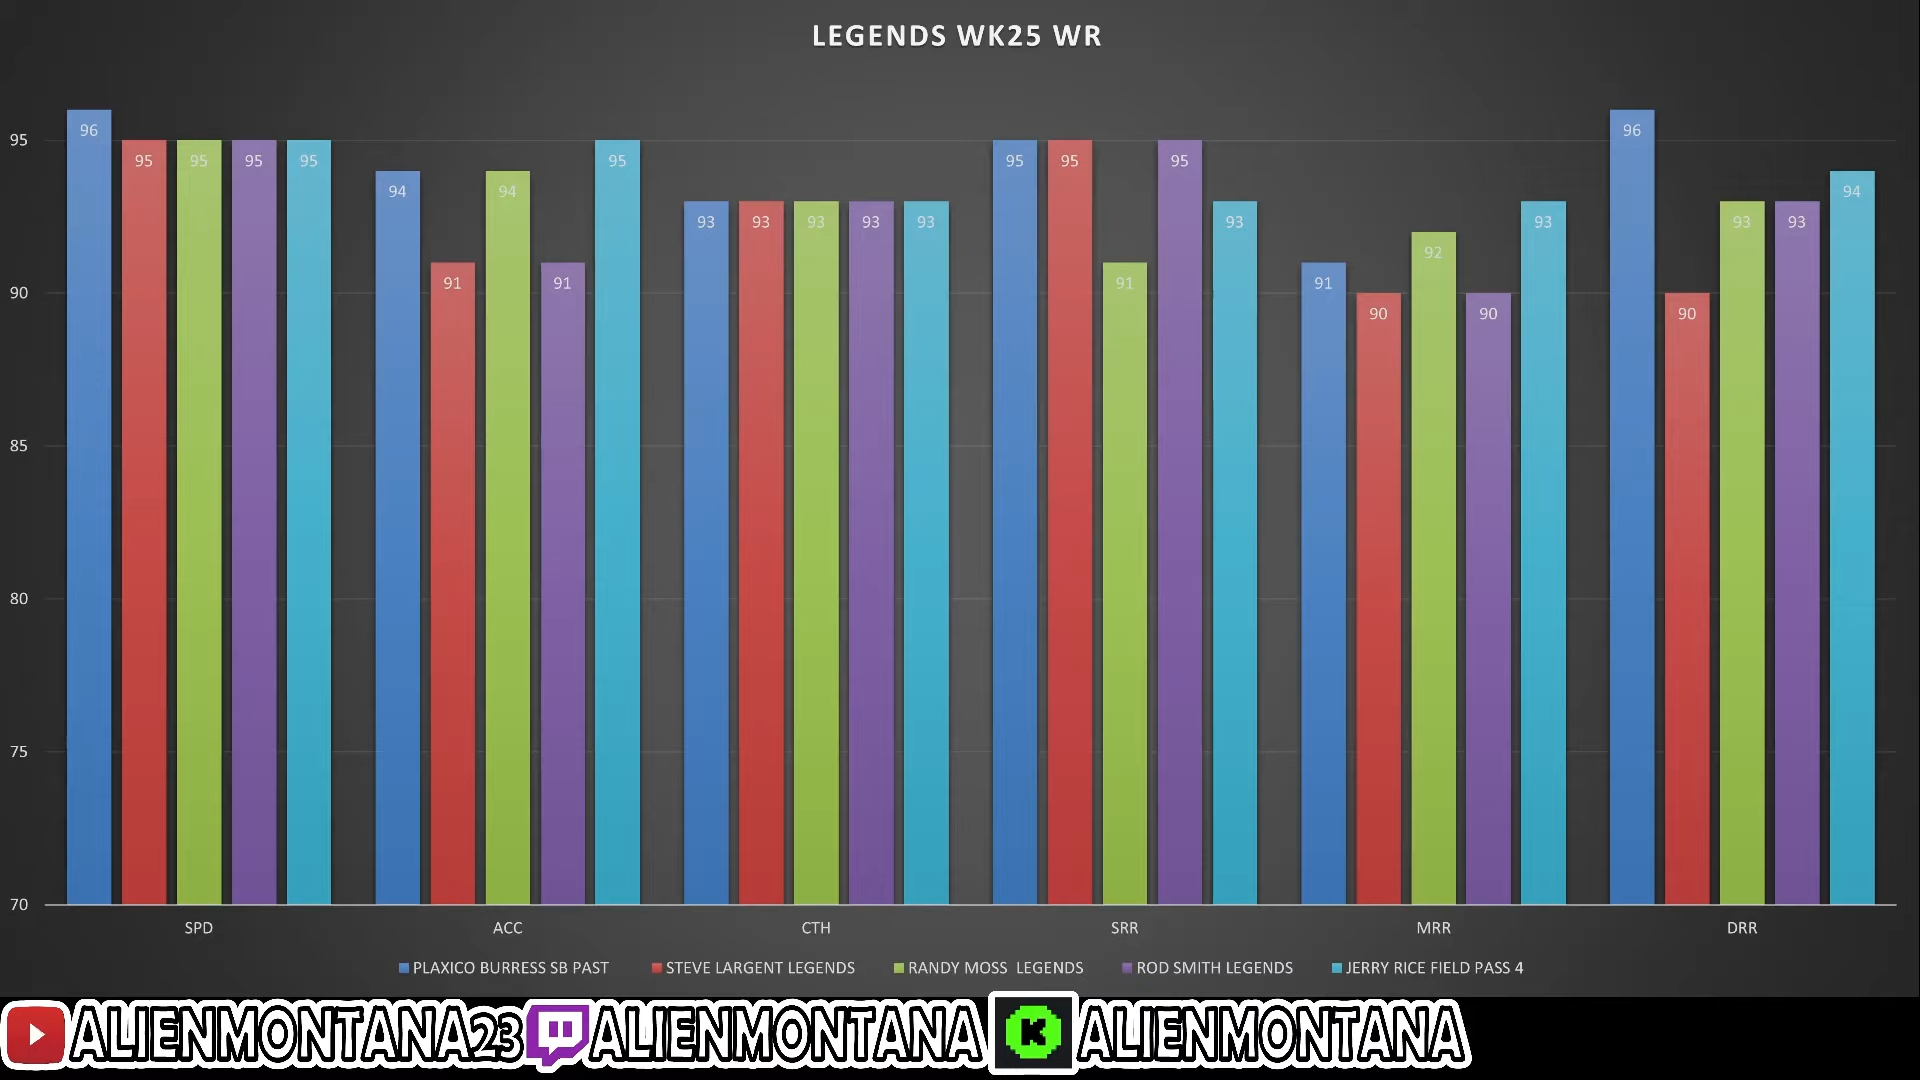 LEGENDS WK25 WR
95
90
85
80
75
70
96 95 95 95 95
94 91 94 91 95
93 93 93 93 93
95 95 91 95 93
91 90 92 90 93
96 90 93 93 94
SPD ACC CTH SRR MRR DRR
PLAXICO BURRESS SB PAST STEVE LARGENT LEGENDS RANDY MOSS LEGENDS ROD SMITH LEGENDS JERRY RICE FIELD PASS 4
ALIENMONTANA23 ALIENMONTANA K ALIENMONTANA